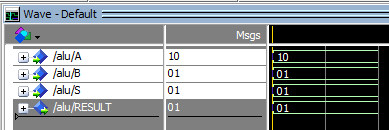 Wave - Default
Msgs
/alu/A 10 10
/alu/B 01 01
/alu/S 01 01
/alu/RESULT 01 01